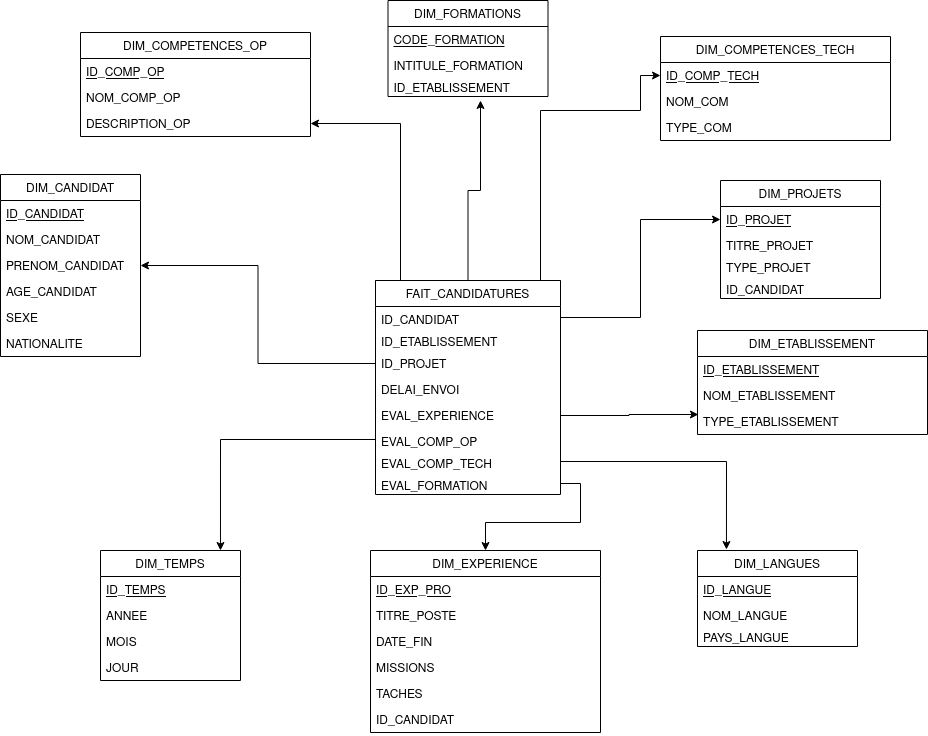 DIM_FORMATIONS
CODE_FORMATION
INTITULE_FORMATION
ID_ETABLISSEMENT
DIM_COMPETENCES_OP
ID_COMP_OP
NOM_COMP_OP
DESCRIPTION_OP
DIM_COMPETENCES_TECH
ID_COMP_TECH
NOM_COM
TYPE_COM
DIM_CANDIDAT
ID_CANDIDAT
NOM_CANDIDAT
PRENOM_CANDIDAT
AGE_CANDIDAT
SEXE
NATIONALITE
DIM_PROJETS
ID_PROJET
TITRE_PROJET
TYPE_PROJET
ID_CANDIDAT
FAIT_CANDIDATURES
ID_CANDIDAT
ID_ETABLISSEMENT
ID_PROJET
DELAI_ENVOI
EVAL_EXPERIENCE
EVAL_COMP_OP
EVAL_COMP_TECH
EVAL_FORMATION
DIM_ETABLISSEMENT
ID_ETABLISSEMENT
NOM_ETABLISSEMENT
TYPE_ETABLISSEMENT
DIM_TEMPS
ID_TEMPS
ANNEE
MOIS
JOUR
DIM_EXPERIENCE
ID_EXP_PRO
TITRE_POSTE
DATE_FIN
MISSIONS
TACHES
ID_CANDIDAT
DIM_LANGUES
ID_LANGUE
NOM_LANGUE
PAYS_LANGUE